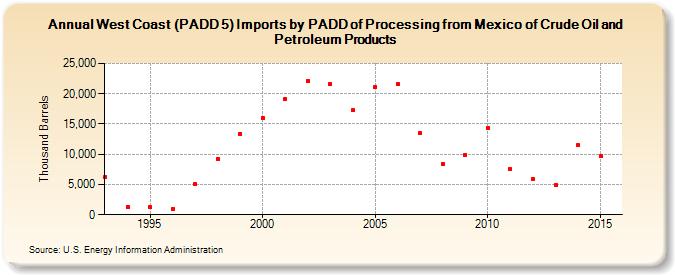 Annual West Coast (PADD 5) Imports by PADD of Processing from Mexico of Crude Oil and
Petroleum Products
Thousand Barrels
25,000
20,000
15,000
10,000
5,000
0
1995
2000
2005
2010
2015
Source: U.S. Energy Information Administration